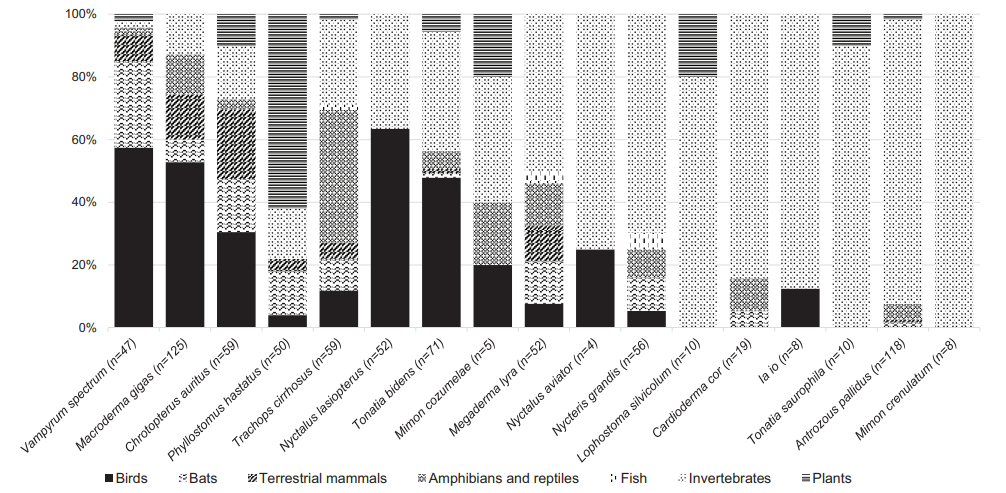 100%
80%
60%
40%
20%
0%
Vampyrum spectrum (n=47)
Macroderma gigas (n=125)
Chrotopterus auritus (n=59)
Phyllostomus hastatus (n=50)
Trachops cirrhosus (n=59)
Nyctalus lasiopterus (n=52)
Tonatia bidens (n=71)
Mimon cozumelae (n=5)
Megaderma lyra (n=52)
Nyctalus aviator (n=4)
Nycteris grandis (n=56)
Lophostoma silvicolum (n=10)
Cardioderma cor (n=19)
Ia io (n=8)
Tonatia saurophila (n=10)
Antrozous pallidus (n=118)
Mimon crenulatum (n=8)
Birds Bats Terrestrial mammals Amphibians and reptiles Fish Invertebrates Plants